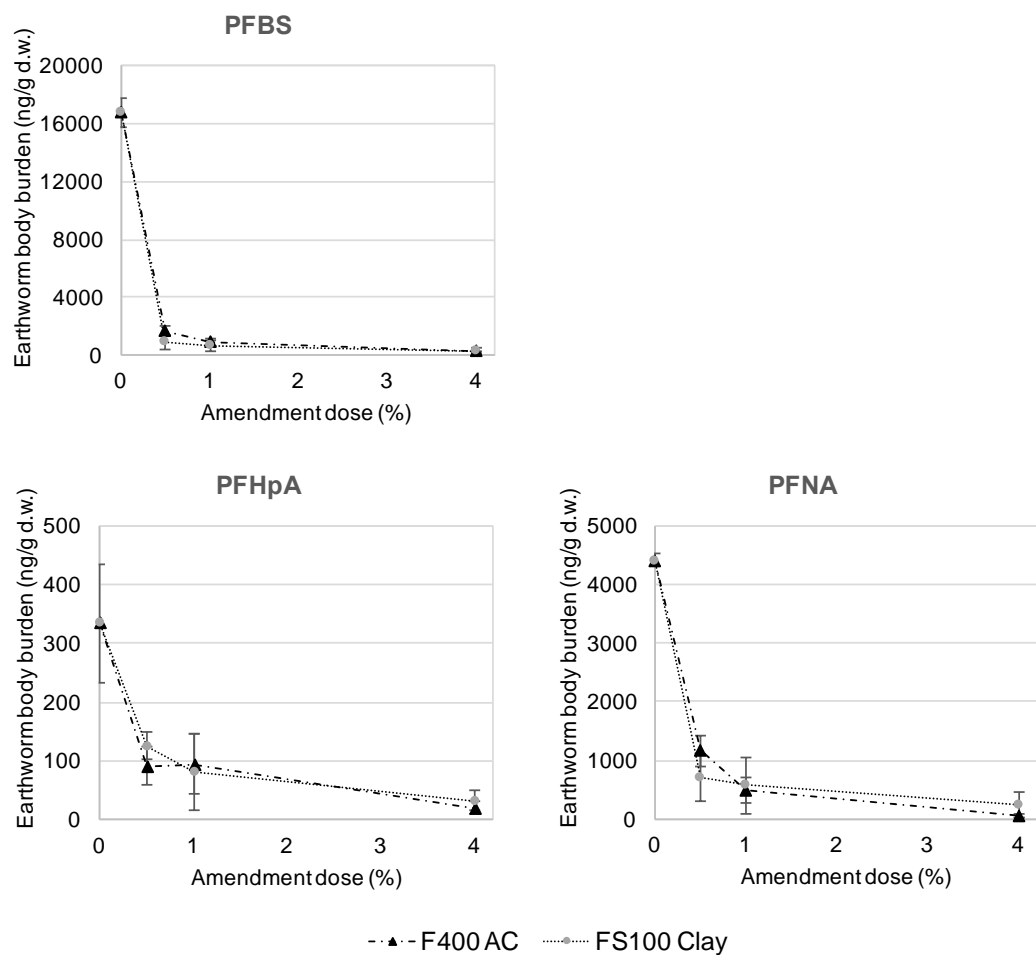 PFBS
Earthworm body burden (ng/g d.w.)
20000
16000
12000
8000
4000
0
0 1 2 3 4
Amendment dose (%)
PFHpA
Earthworm body burden (ng/g d.w.)
500
400
300
200
100
0
0 1 2 3 4
Amendment dose (%)
PFNA
Earthworm body burden (ng/g d.w.)
5000
4000
3000
2000
1000
0
0 1 2 3 4
Amendment dose (%)
F400 AC FS100 Clay